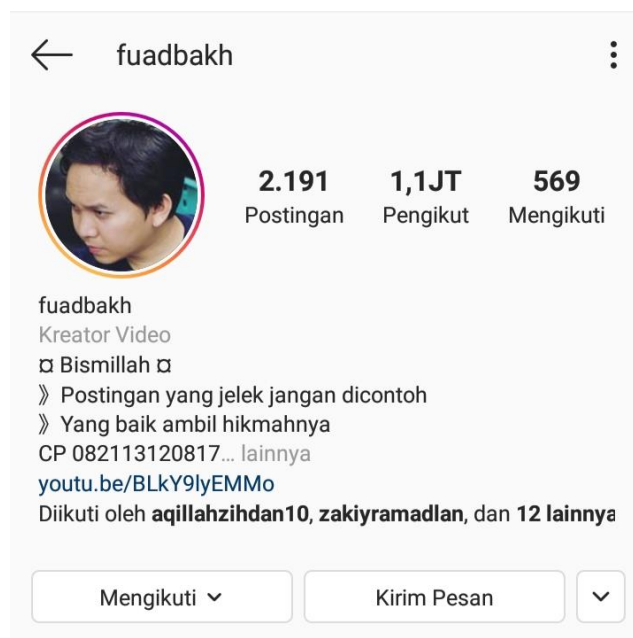 fuadbakh
2.191 1,1JT 569
Postingan Pengikut Mengikuti
fuadbakh
Kreator Video
¤ Bismillah ¤
》 Postingan yang jelek jangan dicontoh
》 Yang baik ambil hikmahnya
CP 082113120817... lainnya
youtu.be/BLkY9lyEMMo
Diikuti oleh aqillahzihdan10, zakiyramadlan, dan 12 lainnya
Mengikuti Kirim Pesan